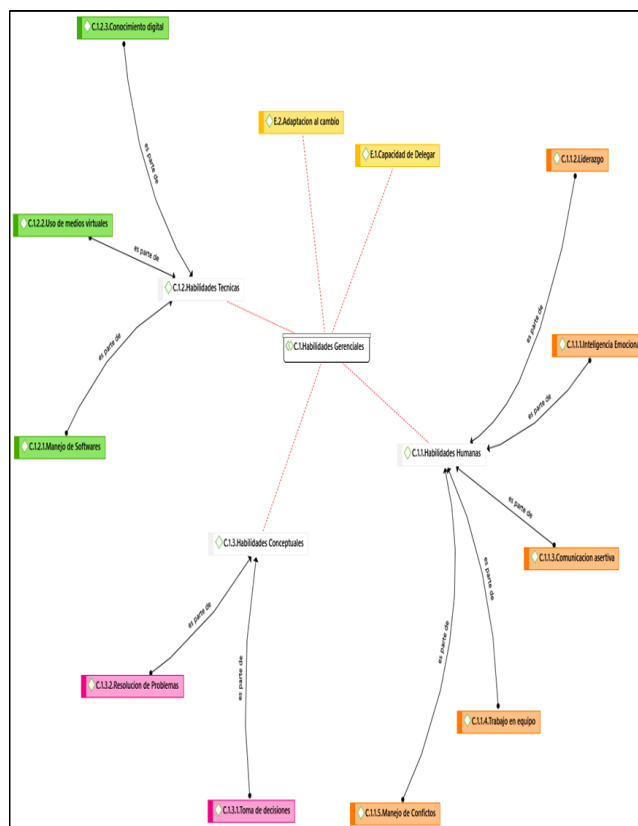 C.1.2.3.Conocimiento digital
E.2.Adaptacion al cambio
E.1.Capacidad de Delegar
C.1.1.2.Liderazgo
es parte de
C.1.2.2.Uso de medios virtuales
es parte de
C.1.2.Habilidades Tecnicas
es parte de
C.1.Habilidades Gerenciales
es parte de
C.1.1.1.Inteligencia Emociona
es parte de
C.1.2.1.Manejo de Softwares
C.1.1.Habilidades Humanas
es parte de
C.1.3.Habilidades Conceptuales
C.1.1.3.Comunicacion asertiva
es parte de
es parte de
es parte de
es parte de
C.1.3.2.Resolucion de Problemas
C.1.1.4.Trabajo en equipo
C.1.3.1.Toma de decisiones
C.1.1.5.Manejo de Confictos